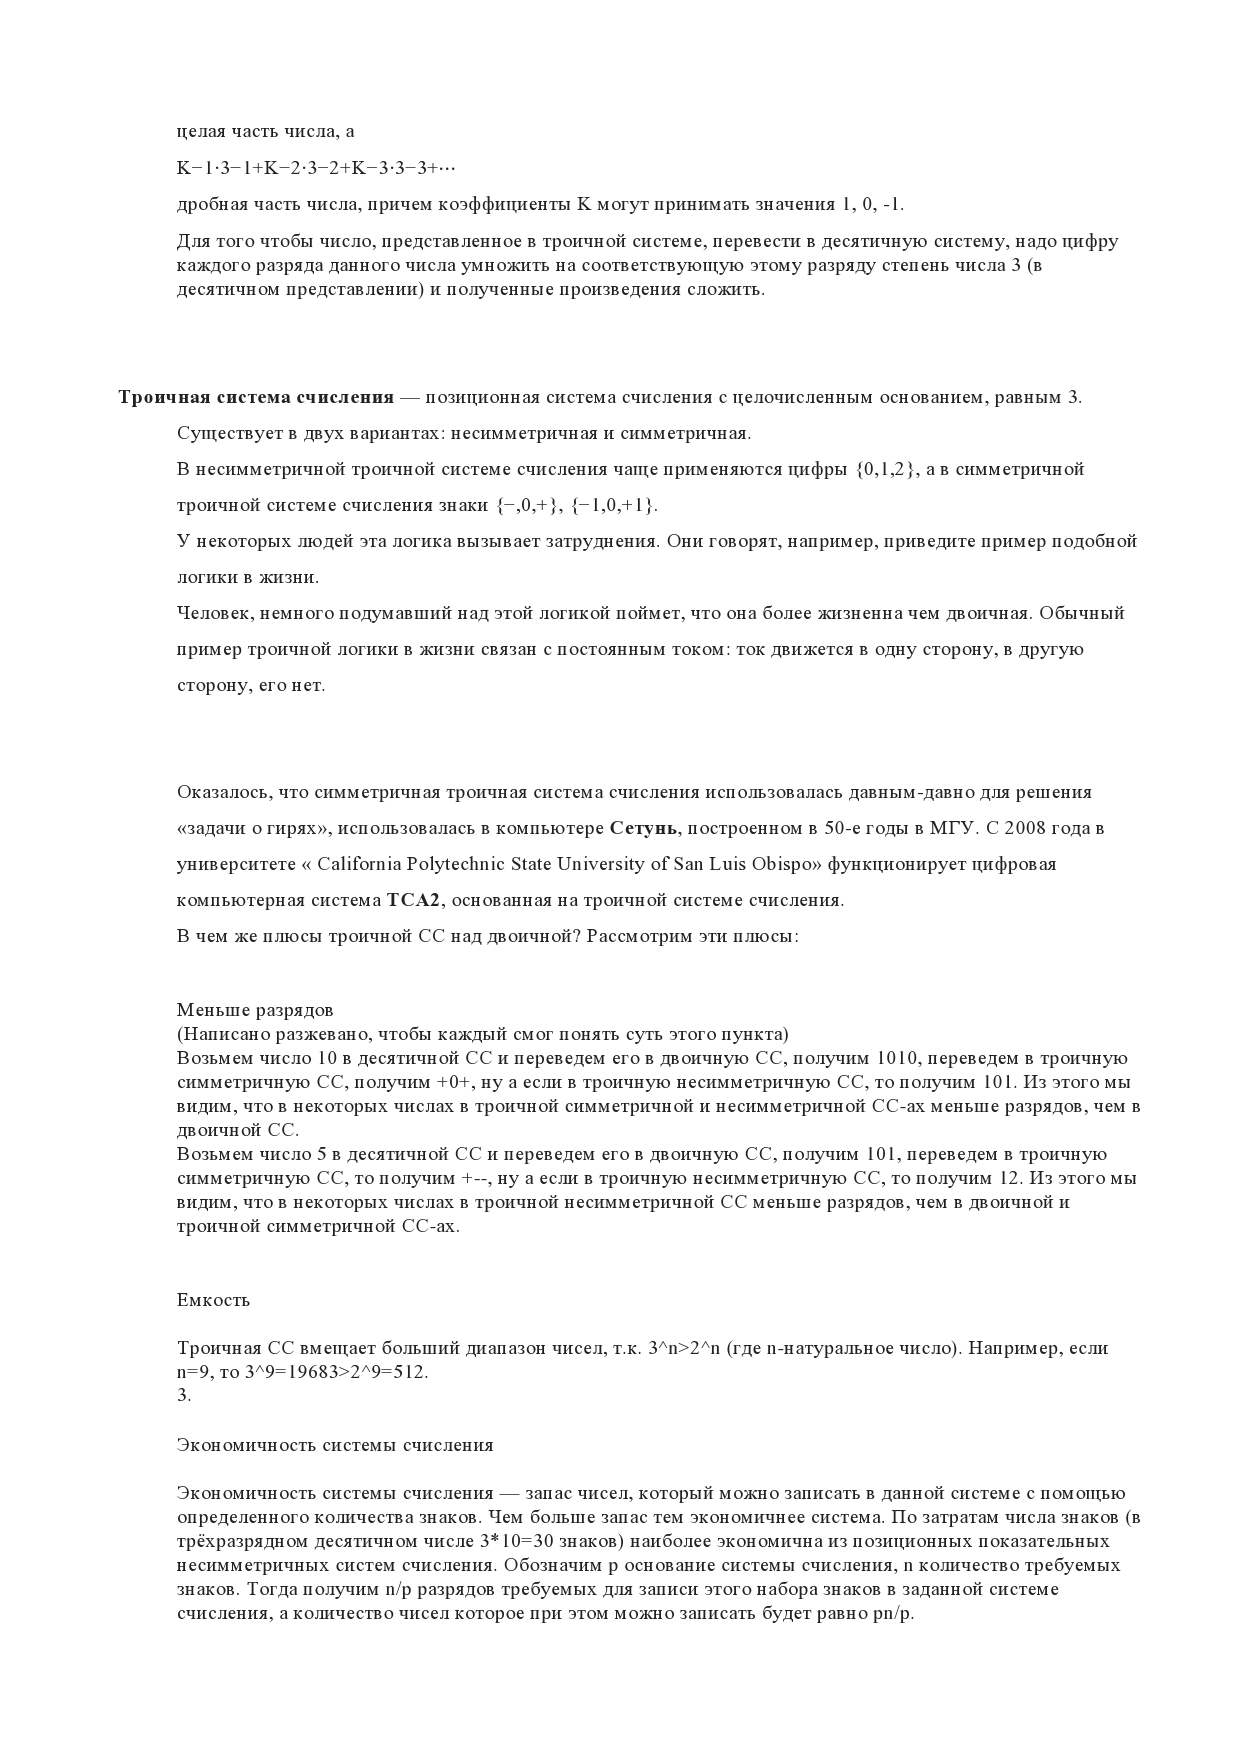 целая часть числа, а
K−1·3−1+K−2·3−2+K−3·3−3+⋯
дробная часть числа, причем коэффициенты K могут принимать значения 1, 0, -1.
Для того чтобы число, представленное в троичной системе, перевести в десятичную систему, надо цифру
каждого разряда данного числа умножить на соответствующую этому разряду степень числа 3 (в
десятичном представлении) и полученные произведения сложить.
Троичная система счисления — позиционная система счисления с целочисленным основанием, равным 3.
Существует в двух вариантах: несимметричная и симметричная.
В несимметричной троичной системе счисления чаще применяются цифры {0,1,2}, а в симметричной
троичной системе счисления знаки {−,0,+}, {−1,0,+1}.
У некоторых людей эта логика вызывает затруднения. Они говорят, например, приведите пример подобной
логики в жизни.
Человек, немного подумавший над этой логикой поймет, что она более жизненна чем двоичная. Обычный
пример троичной логики в жизни связан с постоянным током: ток движется в одну сторону, в другую
сторону, его нет.
Оказалось, что симметричная троичная система счисления использовалась давным-давно для решения
«задачи о гирях», использовалась в компьютере Сетунь, построенном в 50-е годы в МГУ. С 2008 года в
университете « California Polytechnic State University of San Luis Obispo» функционирует цифровая
компьютерная система TCA2, основанная на троичной системе счисления.
В чем же плюсы троичной СС над двоичной? Рассмотрим эти плюсы:
Меньше разрядов
(Написано разжевано, чтобы каждый смог понять суть этого пункта)
Возьмем число 10 в десятичной СС и переведем его в двоичную СС, получим 1010, переведем в троичную
симметричную СС, получим +0+, ну а если в троичную несимметричную СС, то получим 101. Из этого мы
видим, что в некоторых числах в троичной симметричной и несимметричной СС-ах меньше разрядов, чем в
двоичной СС.
Возьмем число 5 в десятичной СС и переведем его в двоичную СС, получим 101, переведем в троичную
симметричную СС, то получим +--, ну а если в троичную несимметричную СС, то получим 12. Из этого мы
видим, что в некоторых числах в троичной несимметричной СС меньше разрядов, чем в двоичной и
троичной симметричной СС-ах.
Емкость
Троичная СС вмещает больший диапазон чисел, т.к. 3^n>2^n (где n-натуральное число). Например, если
n=9, то 3^9=19683>2^9=512.
3.
Экономичность системы счисления
Экономичность системы счисления — запас чисел, который можно записать в данной системе с помощью
определенного количества знаков. Чем больше запас тем экономичнее система. По затратам числа знаков (в
трёхразрядном десятичном числе 3*10=30 знаков) наиболее экономична из позиционных показательных
несимметричных систем счисления. Обозначим p основание системы счисления, n количество требуемых
знаков. Тогда получим n/p разрядов требуемых для записи этого набора знаков в заданной системе
счисления, а количество чисел которое при этом можно записать будет равно pn/p.